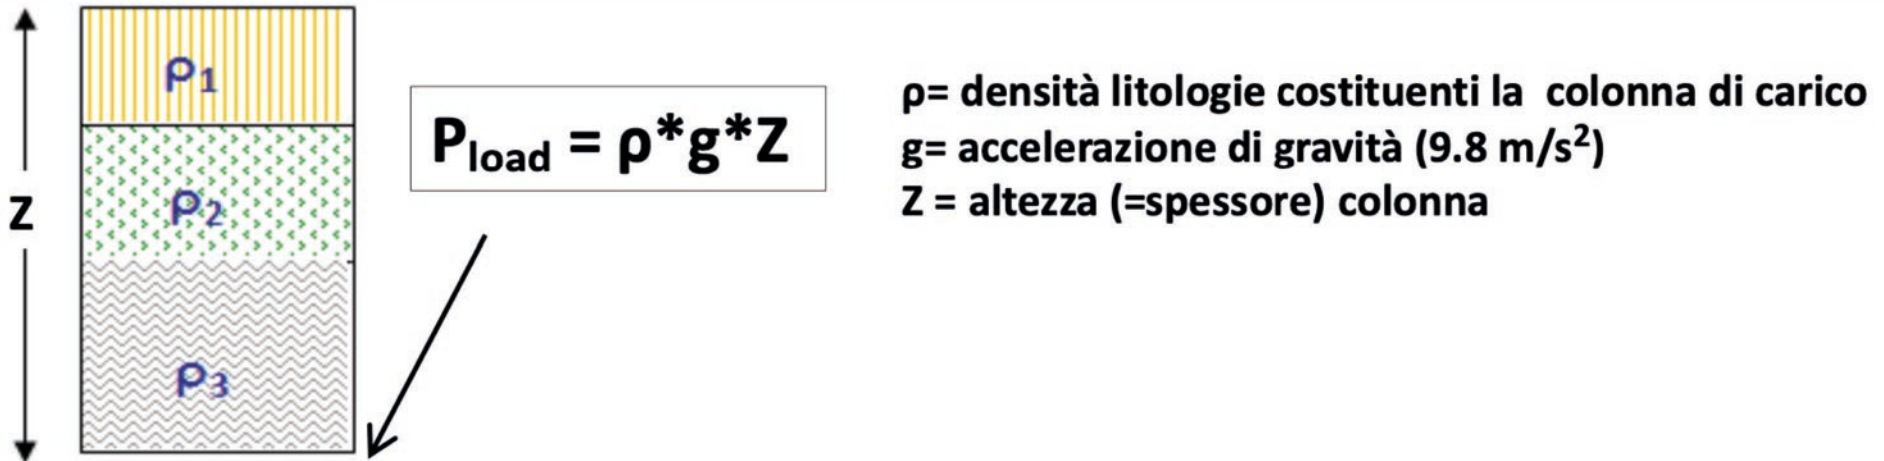 Z
ρ1
ρ2
ρ3
Pload = ρ*g*Z
ρ= densità litologie costituenti la colonna di carico
g= accelerazione di gravità (9.8 m/s²)
Z = altezza (=spessore) colonna